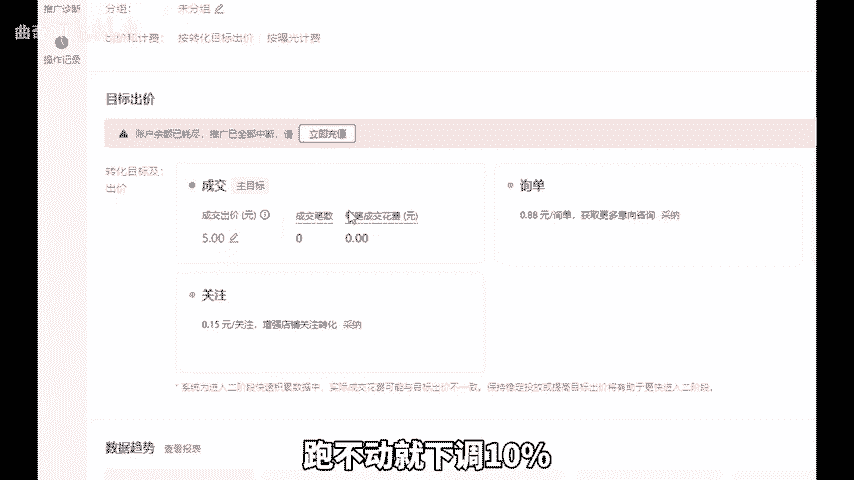 推广诊断
分组： 未分组
曲
出价和计费： 按转化目标出价 按曝光计费
操作记录
目标出价
账户余额已耗尽，推广已全部中断，请 立即充值
转化目标及出价
成交 主目标
成交出价 (元) 成交笔数 成交花费 (元)
5.00 0 0.00
询单
0.88 元/询单，获取更多意向咨询 采纳
关注
0.15 元/关注，增强店铺关注转化 采纳
* 系统为进入二阶段快速积累数据中，实际成交花费可能与目标出价不一致。保持稳定投放或提高目标出价将有助于更快进入二阶段。
数据趋势 查看报表
跑不动就下调10%